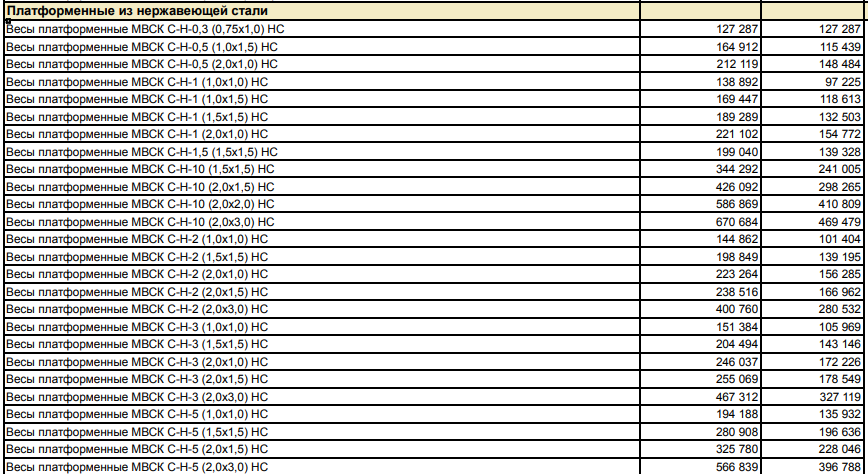 Платформенные из нержавеющей стали
Весы платформенные МВСК С-Н-0,3 (0,75х1,0) НС 127 287 127 287
Весы платформенные МВСК С-Н-0,5 (1,0х1,5) НС 164 912 115 439
Весы платформенные МВСК С-Н-0,5 (2,0х1,0) НС 212 119 148 484
Весы платформенные МВСК С-Н-1 (1,0х1,0) НС 138 892 97 225
Весы платформенные МВСК С-Н-1 (1,0х1,5) НС 169 447 118 613
Весы платформенные МВСК С-Н-1 (1,5х1,5) НС 189 289 132 503
Весы платформенные МВСК С-Н-1 (2,0х1,0) НС 221 102 154 772
Весы платформенные МВСК С-Н-1,5 (1,5х1,5) НС 199 040 139 328
Весы платформенные МВСК С-Н-10 (1,5х1,5) НС 344 292 241 005
Весы платформенные МВСК С-Н-10 (2,0х1,5) НС 426 092 298 265
Весы платформенные МВСК С-Н-10 (2,0х2,0) НС 586 869 410 809
Весы платформенные МВСК С-Н-10 (2,0х3,0) НС 670 684 469 479
Весы платформенные МВСК С-Н-2 (1,0х1,0) НС 144 862 101 404
Весы платформенные МВСК С-Н-2 (1,5х1,5) НС 198 849 139 195
Весы платформенные МВСК С-Н-2 (2,0х1,0) НС 223 264 156 285
Весы платформенные МВСК С-Н-2 (2,0х1,5) НС 238 516 166 962
Весы платформенные МВСК С-Н-2 (2,0х3,0) НС 400 760 280 532
Весы платформенные МВСК С-Н-3 (1,0х1,0) НС 151 384 105 969
Весы платформенные МВСК С-Н-3 (1,5х1,5) НС 204 494 143 146
Весы платформенные МВСК С-Н-3 (2,0х1,0) НС 246 037 172 226
Весы платформенные МВСК С-Н-3 (2,0х1,5) НС 255 069 178 549
Весы платформенные МВСК С-Н-3 (2,0х3,0) НС 467 312 327 119
Весы платформенные МВСК С-Н-5 (1,0х1,0) НС 194 188 135 932
Весы платформенные МВСК С-Н-5 (1,5х1,5) НС 280 908 196 636
Весы платформенные МВСК С-Н-5 (2,0х1,5) НС 325 780 228 046
Весы платформенные МВСК С-Н-5 (2,0х3,0) НС 566 839 396 788